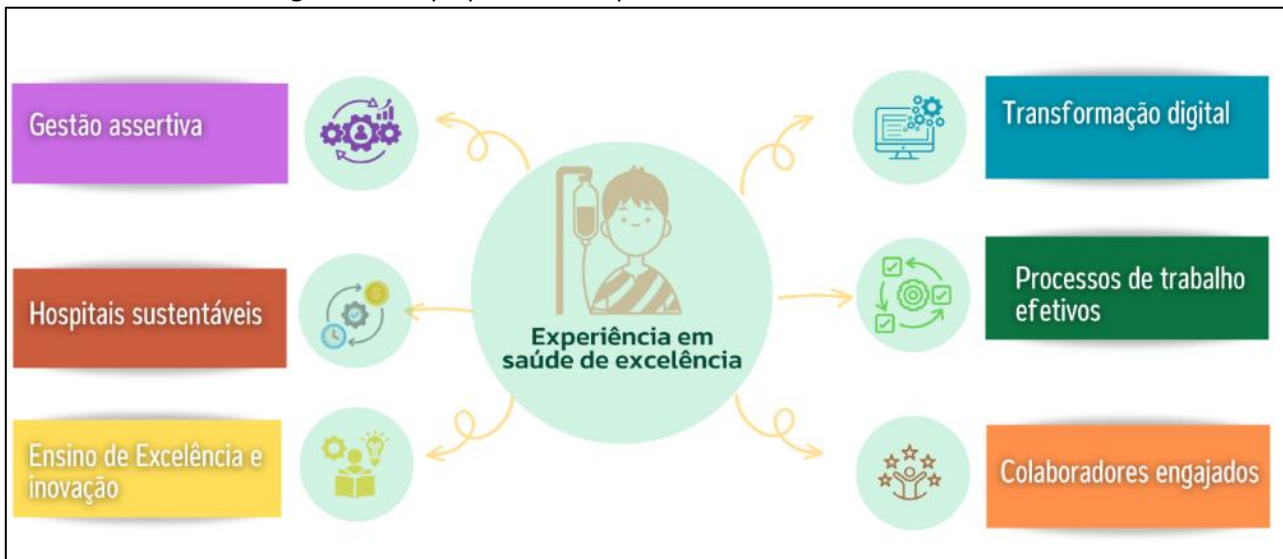 Gestão assertiva
Transformação digital
Hospitais sustentáveis
Processos de trabalho
efetivos
Experiência em
saúde de excelência
Ensino de Excelência e
inovação
Colaboradores engajados